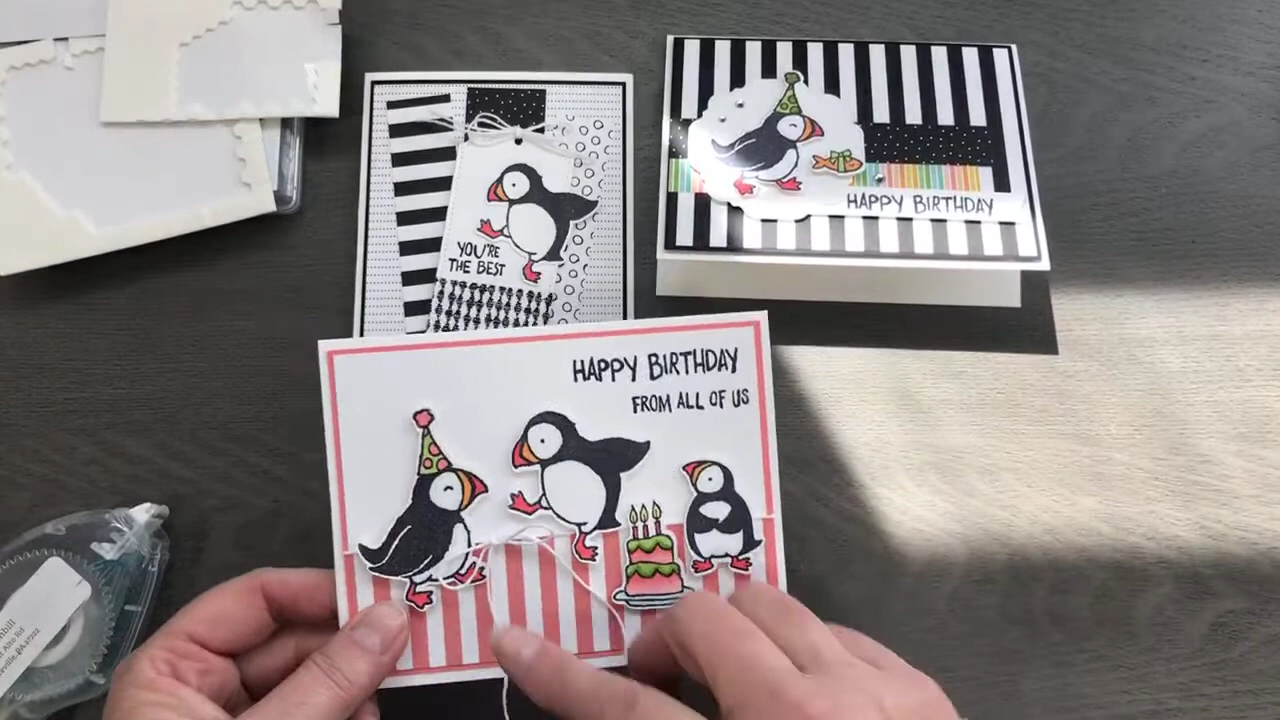 YOU'RE
THE BEST
HAPPY BIRTHDAY
HAPPY BIRTHDAY
FROM ALL OF US